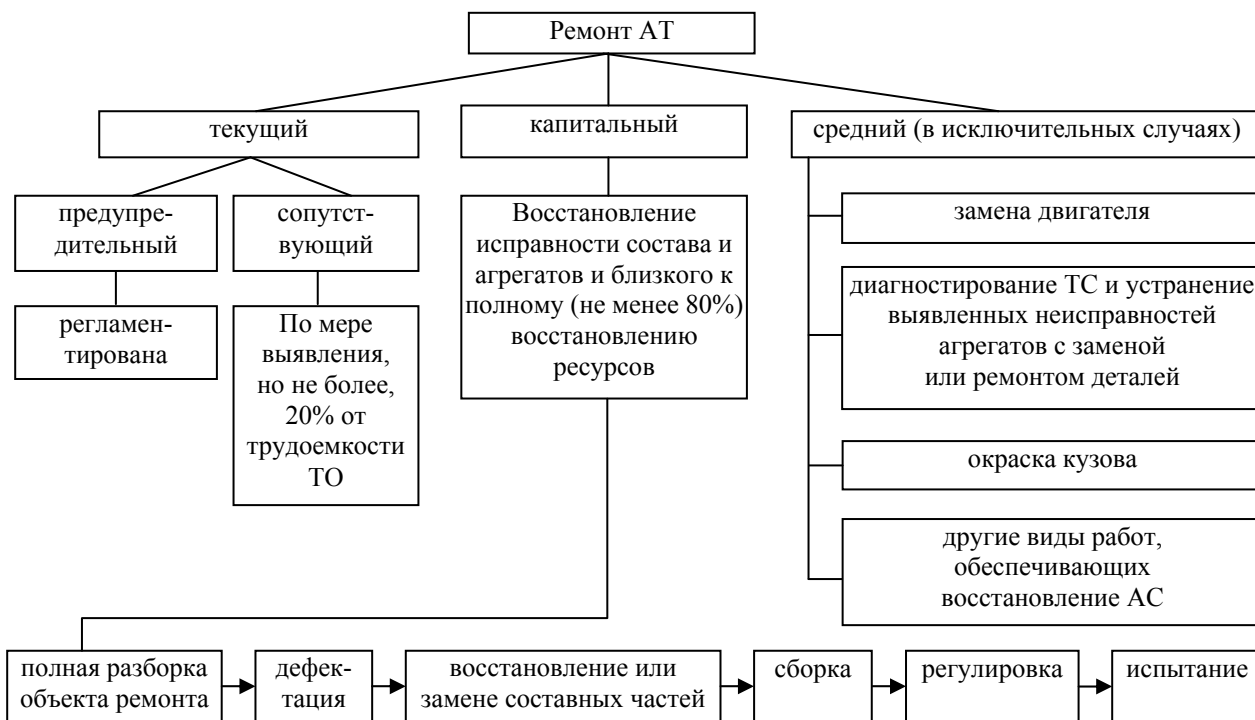 Ремонт АТ
текущий
капитальный
средний (в исключительных случаях)
предупре-
дительный
сопутст-
вующий
регламен-
тирована
По мере
выявления,
но не более,
20% от
трудоемкости
ТО
Восстановление
исправности состава и
агрегатов и близкого к
полному (не менее 80%)
восстановлению
ресурсов
замена двигателя
диагностирование ТС и устранение
выявленных неисправностей
агрегатов с заменой
или ремонтом деталей
окраска кузова
другие виды работ,
обеспечивающих
восстановление АС
полная разборка
объекта ремонта
дефек-
тация
восстановление или
замене составных частей
сборка
регулировка
испытание